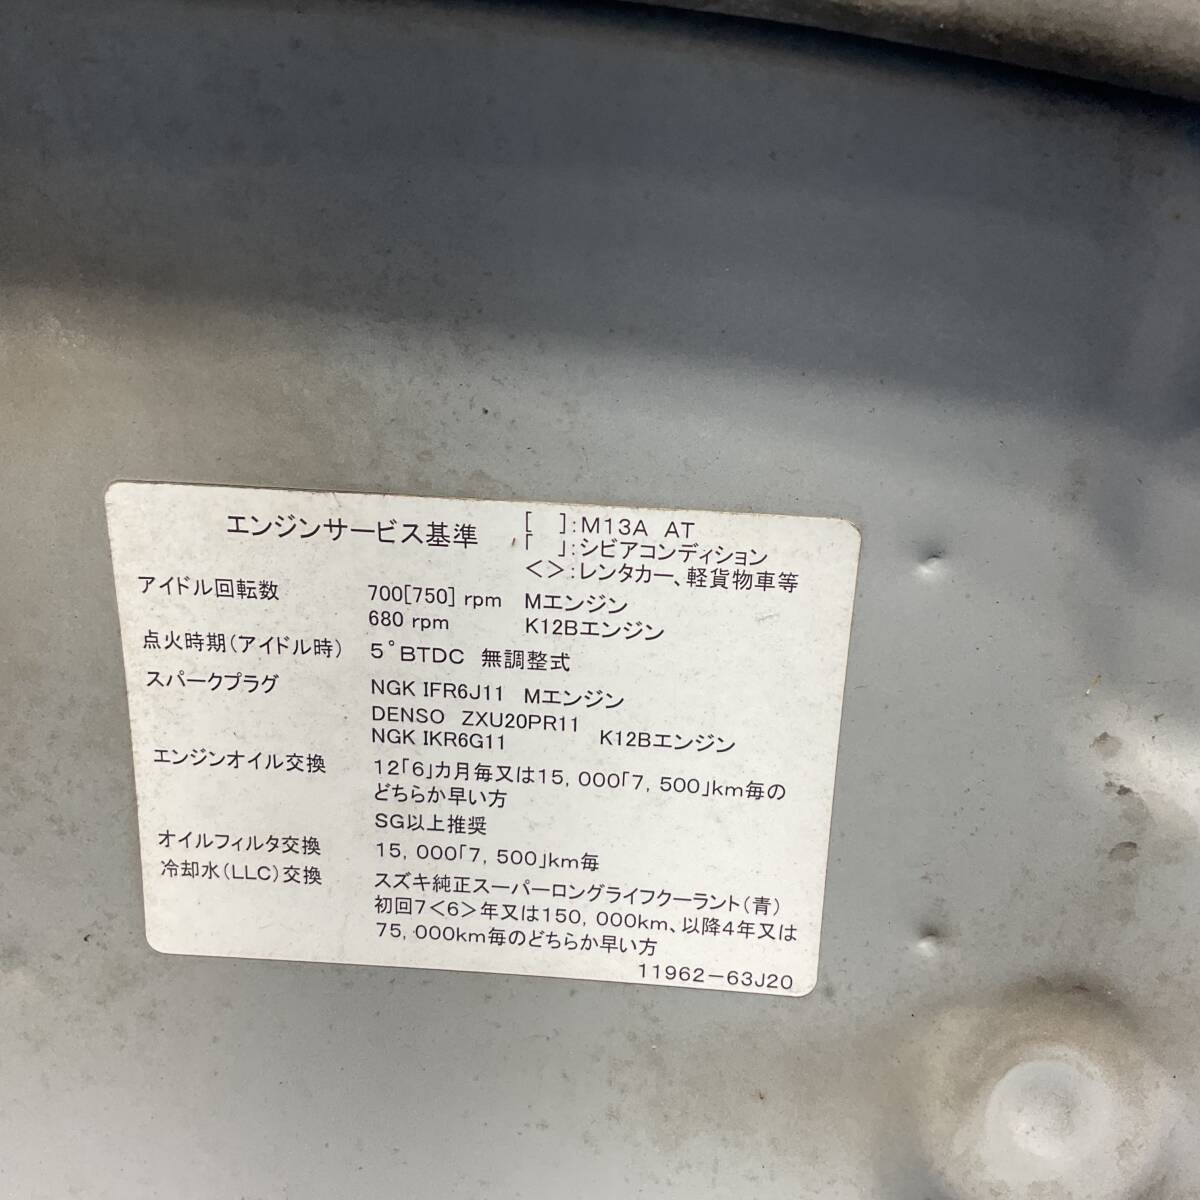 エンジンサービス基準
[ ]:M13A AT
「 」:シビアコンディション
<>:レンタカー、軽貨物車等
アイドル回転数 700[750] rpm Mエンジン
680 rpm K12Bエンジン
点火時期(アイドル時) 5°BTDC 無調整式
スパークプラグ NGK IFR6J11 Mエンジン
DENSO ZXU20PR11
NGK IKR6G11 K12Bエンジン
エンジンオイル交換 12「6」カ月毎又は15,000「7,500」km毎の
どちらか早い方
SG以上推奨
オイルフィルタ交換 15,000「7,500」km毎
冷却水(LLC)交換 スズキ純正スーパーロングライフクーラント(青)
初回7<6>年又は150,000km、以降4年又は
75,000km毎のどちらか早い方
11962-63J20